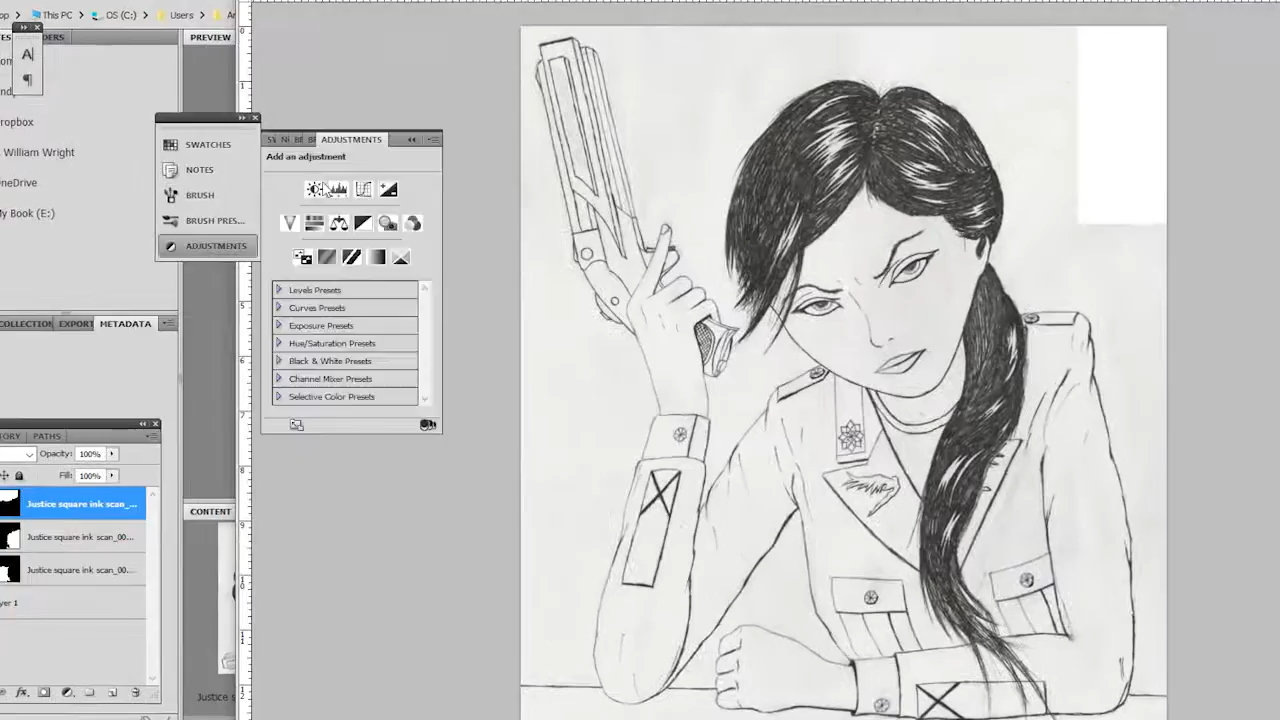 op This PC OS (C:) Users Ar
DERS PREVIEW
ropbox
William Wright
neDrive
y Book (E:)
SWATCHES
NOTES
BRUSH
BRUSH PRES...
ADJUSTMENTS
ADJUSTMENTS
Add an adjustment
Levels Presets
Curves Presets
Exposure Presets
Hue/Saturation Presets
Black & White Presets
Channel Mixer Presets
Selective Color Presets
COLLECTION EXPORT METADATA
TORY PATHS
Opacity: 100%
Fill: 100%
Justice square ink scan_...
Justice square ink scan_00...
Justice square ink scan_00...
yer 1
CONTENT
Justice s